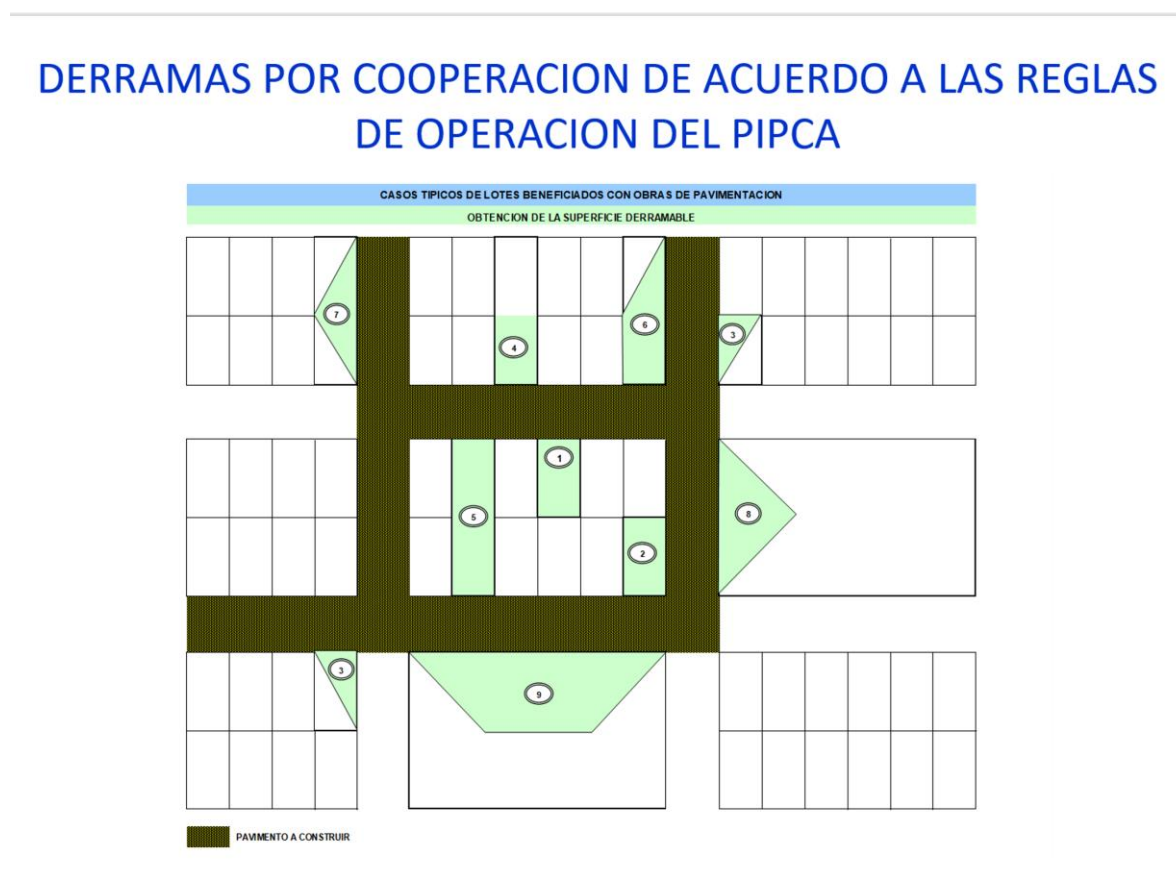 DERRAMAS POR COOPERACION DE ACUERDO A LAS REGLAS
DE OPERACION DEL PIPCA
CASOS TIPICOS DE LOTES BENEFICIADOS CON OBRAS DE PAVIMENTACION
OBTENCION DE LA SUPERFICIE DERRAMABLE
7
4
6
3
1
5
8
2
3
9
PAVIMENTO A CONSTRUIR